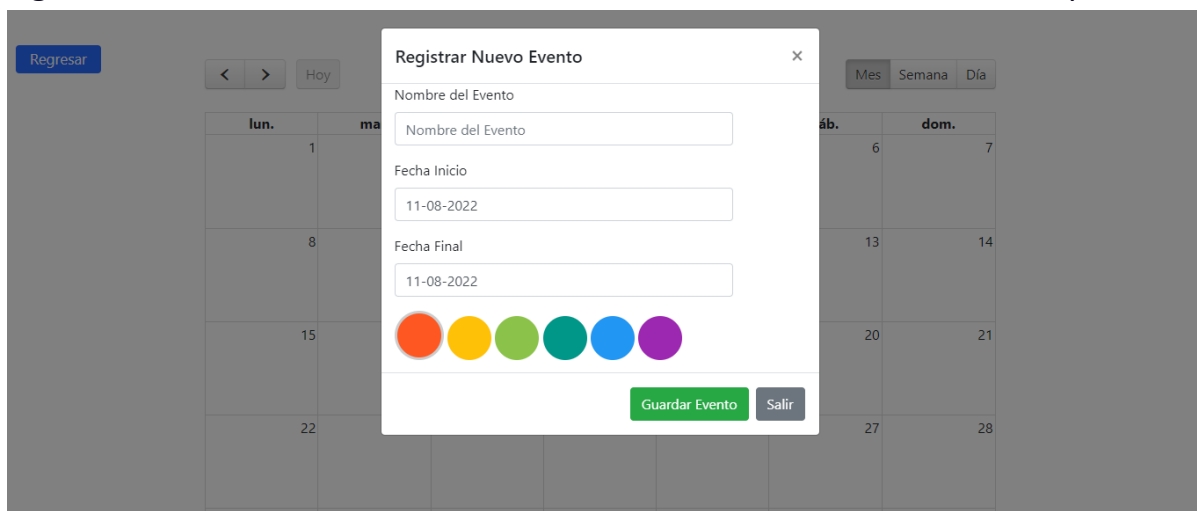 Regresar
Hoy
Mes Semana Día
lun.
ma
áb.
dom.
1
6
7
8
13
14
15
20
21
22
27
28
Registrar Nuevo Evento
×
Nombre del Evento
Nombre del Evento
Fecha Inicio
11-08-2022
Fecha Final
11-08-2022
Guardar Evento
Salir